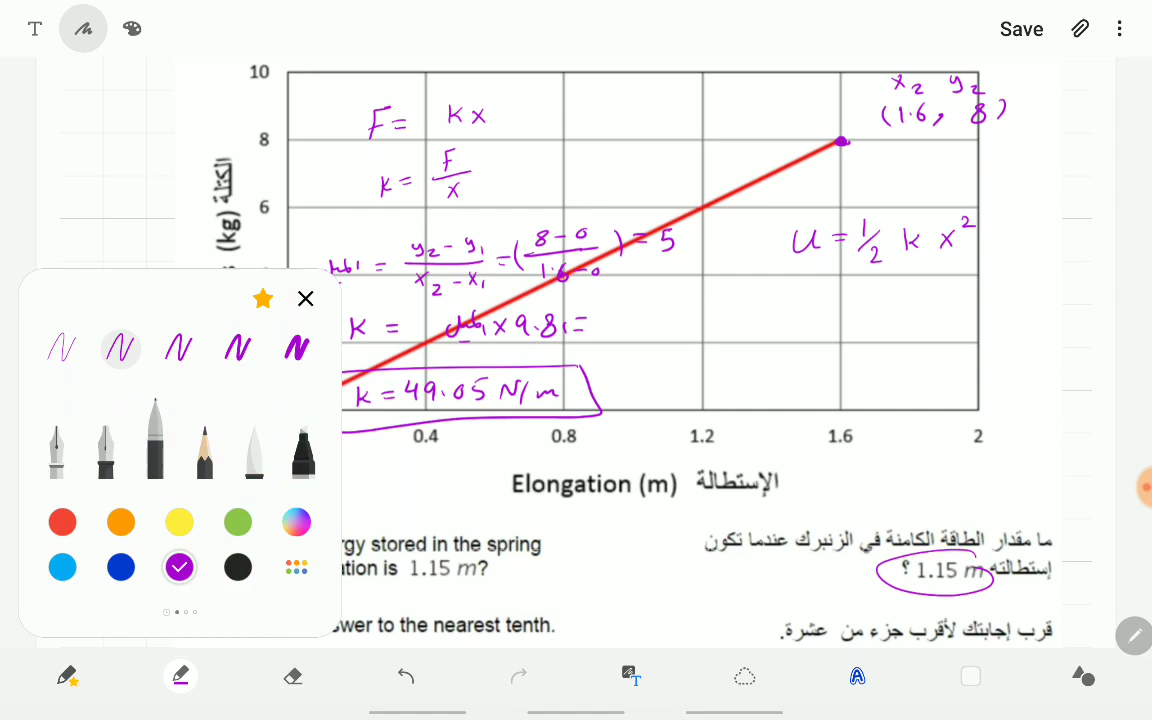 T Save
10
8
6
الكتلة
(kg)
F = kx
k = F/x
x2 y2
(1.6, 8)
= y2 - y1 / x2 - x1 = (8-0 / 1.6-0) = 5
U = 1/2 k x²
k = الميل × 9.81 =
k = 49.05 N/m
0.4 0.8 1.2 1.6 2
Elongation (m) الإستطالة
rgy stored in the spring
ation is 1.15 m?
ما مقدار الطاقة الكامنة في الزنبرك عندما تكون
إستطالته 1.15 m ؟
swer to the nearest tenth.
قرب إجابتك لأقرب جزء من عشرة.
T
A